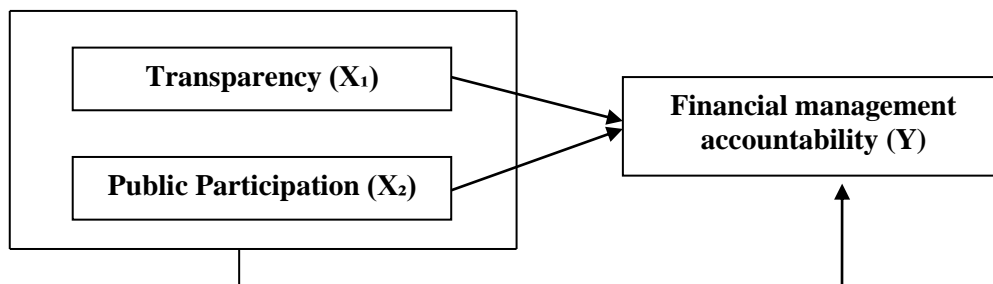 Transparency (X₁)
Financial management
accountability (Y)
Public Participation (X₂)